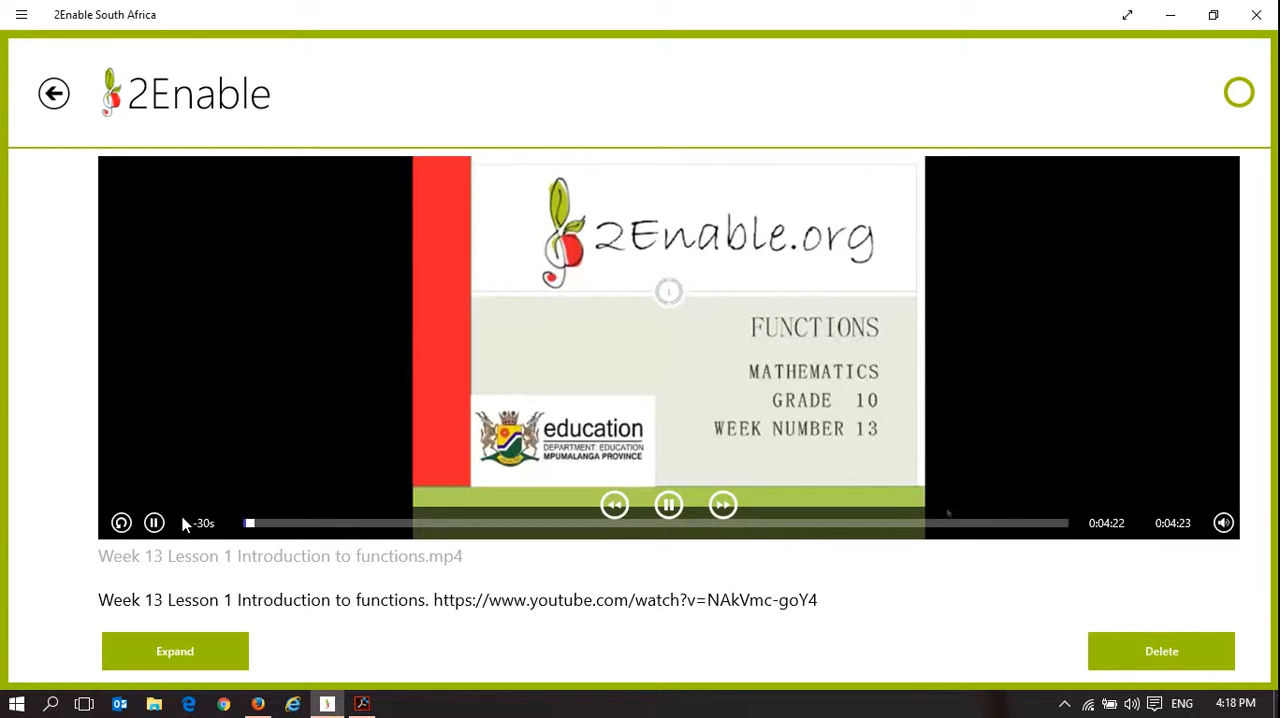 2Enable South Africa
2Enable
2Enable.org
1
FUNCTIONS
MATHEMATICS
GRADE 10
WEEK NUMBER 13
education
DEPARTMENT: EDUCATION
MPUMALANGA PROVINCE
-30s
0:04:22
0:04:23
Week 13 Lesson 1 Introduction to functions.mp4
Week 13 Lesson 1 Introduction to functions. https://www.youtube.com/watch?v=NAkVmc-goY4
Expand
Delete
ENG
4:18 PM